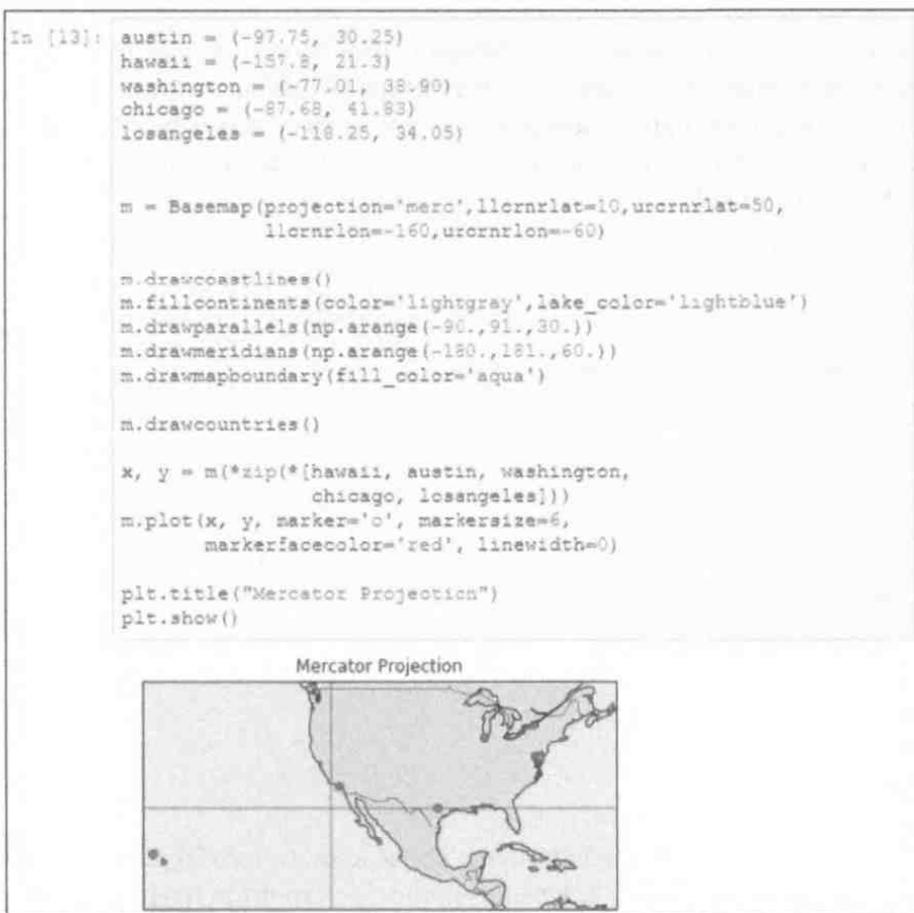 In [13]: austin = (-97.75, 30.25)
hawaii = (-157.8, 21.3)
washington = (-77.01, 38.90)
chicago = (-87.68, 41.83)
losangeles = (-118.25, 34.05)
m = Basemap(projection='merc',llcrnrlat=10,urcrnrlat=50,
llcrnrlon=-160,urcrnrlon=-60)
m.drawcoastlines()
m.fillcontinents(color='lightgray',lake_color='lightblue')
m.drawparallels(np.arange(-90.,91.,30.))
m.drawmeridians(np.arange(-180.,181.,60.))
m.drawmapboundary(fill_color='aqua')
m.drawcountries()
x, y = m(*zip(*[hawaii, austin, washington,
chicago, losangeles]))
m.plot(x, y, marker='o', markersize=6,
markerfacecolor='red', linewidth=0)
plt.title("Mercator Projection")
plt.show()
Mercator Projection